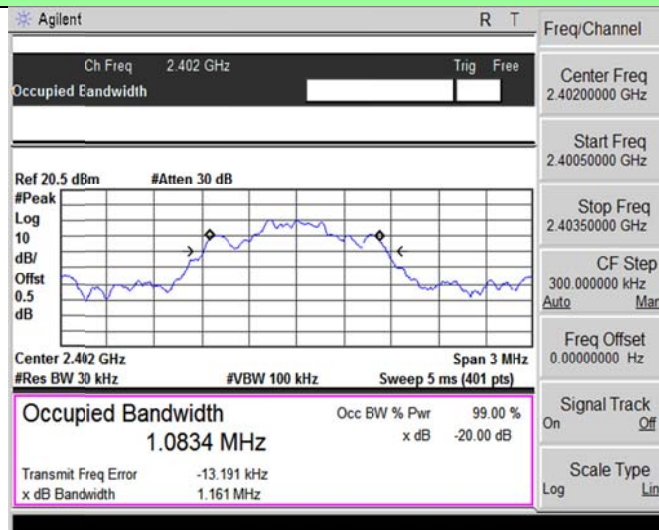 Agilent R T
Ch Freq 2.402 GHz Trig Free
Occupied Bandwidth
Ref 20.5 dBm #Atten 30 dB
#Peak
Log
10
dB/
Offst
0.5
dB
Center 2.402 GHz Span 3 MHz
#Res BW 30 kHz #VBW 100 kHz Sweep 5 ms (401 pts)
Occupied Bandwidth Occ BW % Pwr 99.00 %
1.0834 MHz x dB -20.00 dB
Transmit Freq Error -13.191 kHz
x dB Bandwidth 1.161 MHz
Freq/Channel
Center Freq
2.40200000 GHz
Start Freq
2.40050000 GHz
Stop Freq
2.40350000 GHz
CF Step
300.000000 kHz
Auto Man
Freq Offset
0.00000000 Hz
Signal Track
On Off
Scale Type
Log Lin